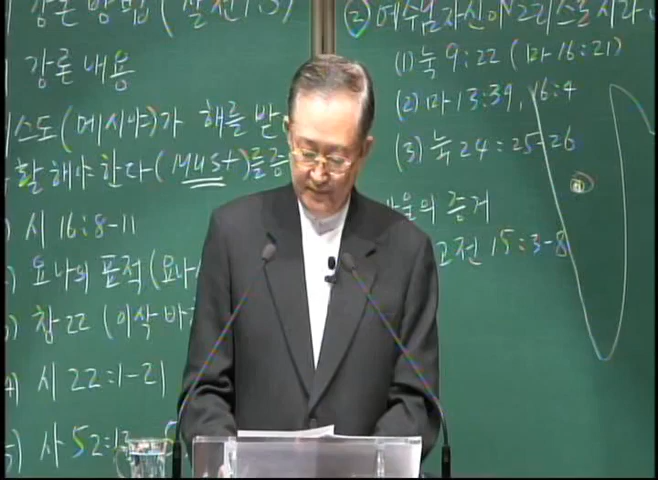 강론 방법 (살전 1:5)
강론 내용
스도(메시야)가 해를 받
활해야 한다(Must)를 증
시 16:8-11
요나의 표적(요나
창 22 (이삭 바
시 22:1-21
사 52:13
② 예수님 자신이 그리스도이시라
(1) 눅 9:22 (마 16:21)
(2) 마 13:39, 16:4
(3) 눅 24:25-26
바울의 증거
고전 15:3-8